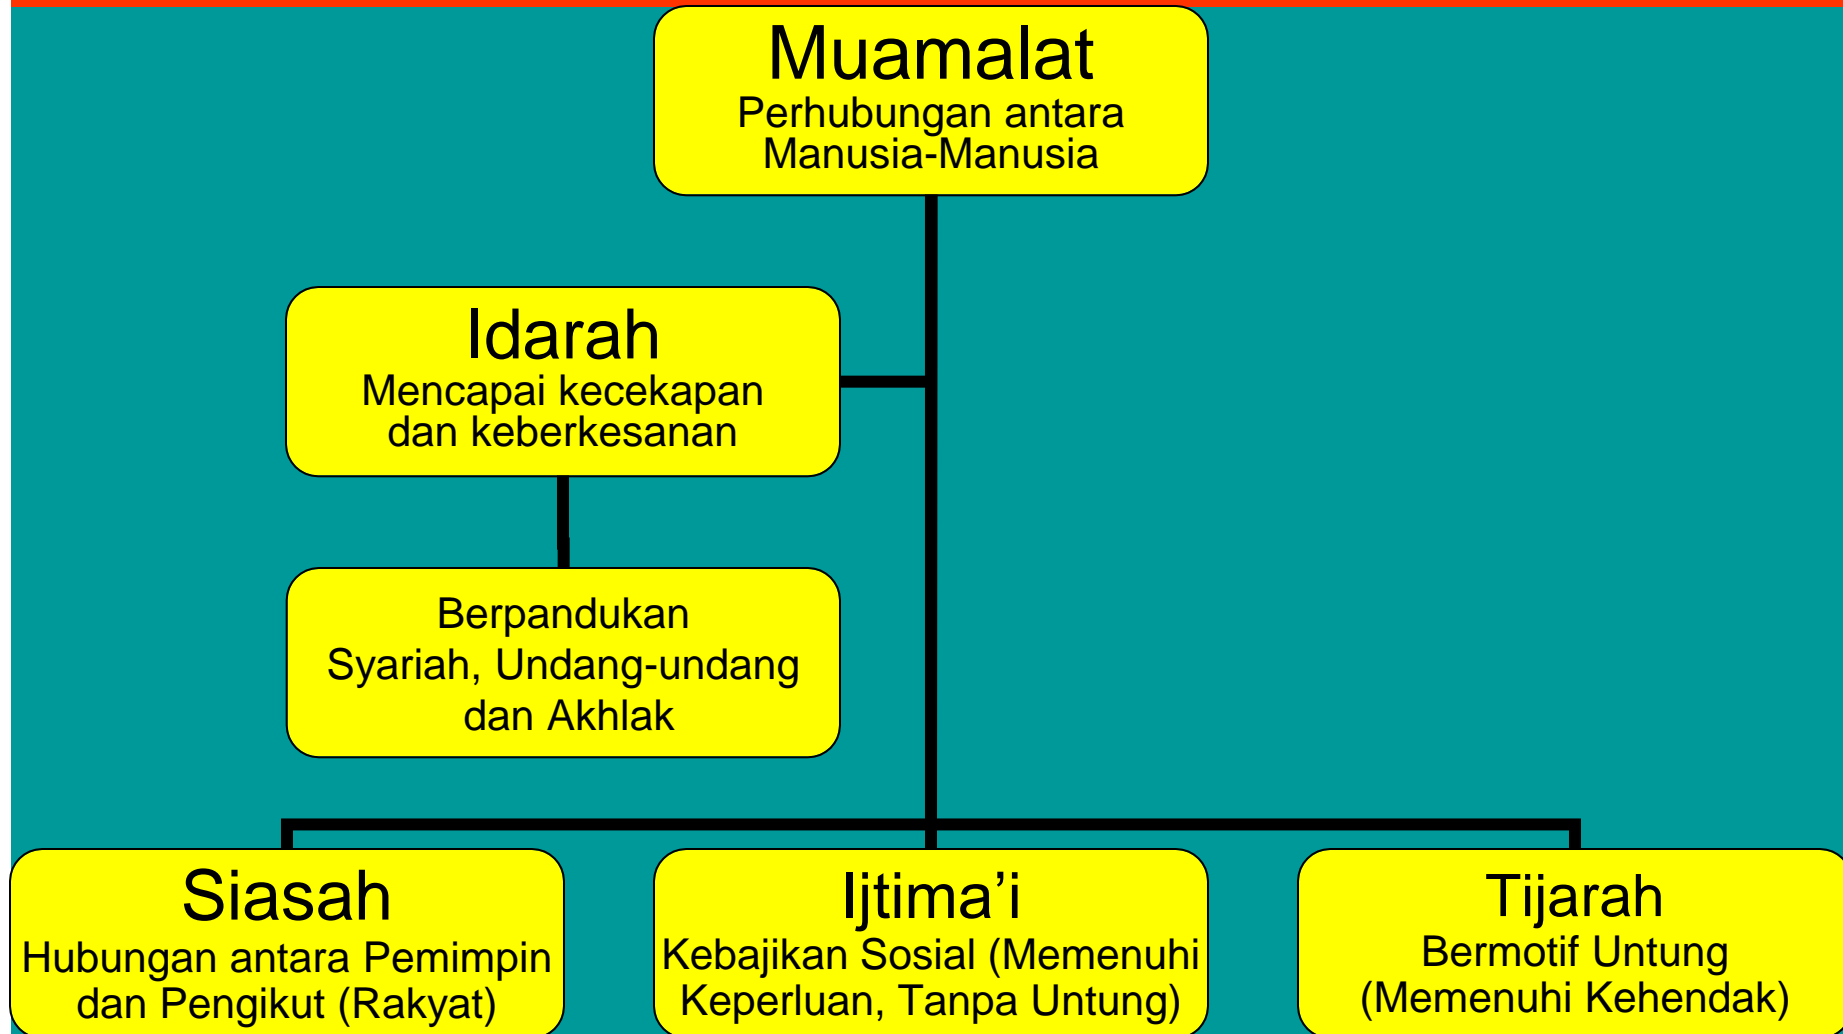 Muamalat
Perhubungan antara
Manusia-Manusia
Idarah
Mencapai kecekapan
dan keberkesanan
Berpandukan
Syariah, Undang-undang
dan Akhlak
Siasah
Hubungan antara Pemimpin
dan Pengikut (Rakyat)
Ijtima’i
Kebajikan Sosial (Memenuhi
Keperluan, Tanpa Untung)
Tijarah
Bermotif Untung
(Memenuhi Kehendak)